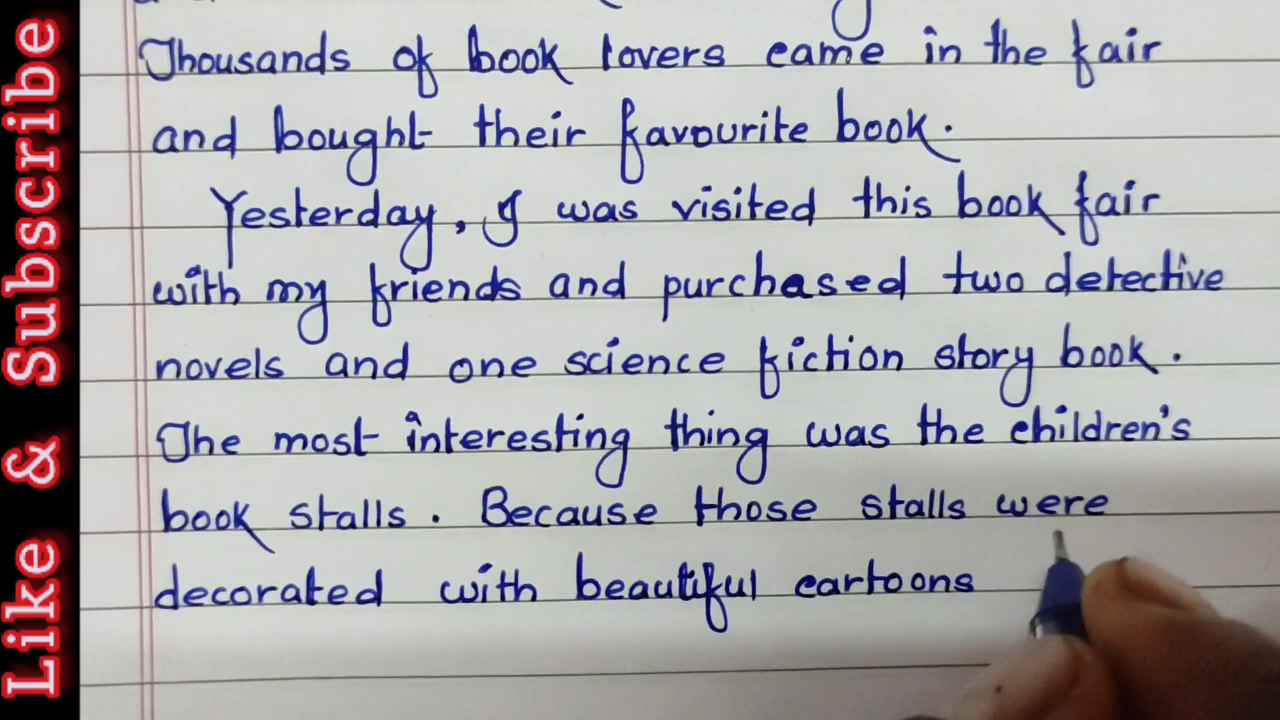 Like & Subscribe
Thousands of book lovers came in the fair
and bought their favourite book.
Yesterday, I was visited this book fair
with my friends and purchased two detective
novels and one science fiction story book.
The most interesting thing was the children's
book stalls. Because those stalls were
decorated with beautiful cartoons